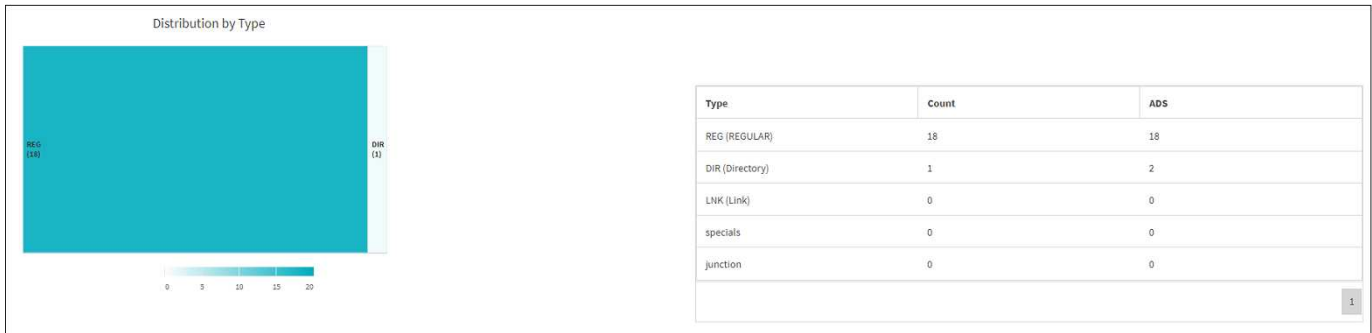 Distribution by Type
REG
(18)
DIR
(1)
0 5 10 15 20
Type Count ADS
REG (REGULAR) 18 18
DIR (Directory) 1 2
LNK (Link) 0 0
specials 0 0
junction 0 0
1